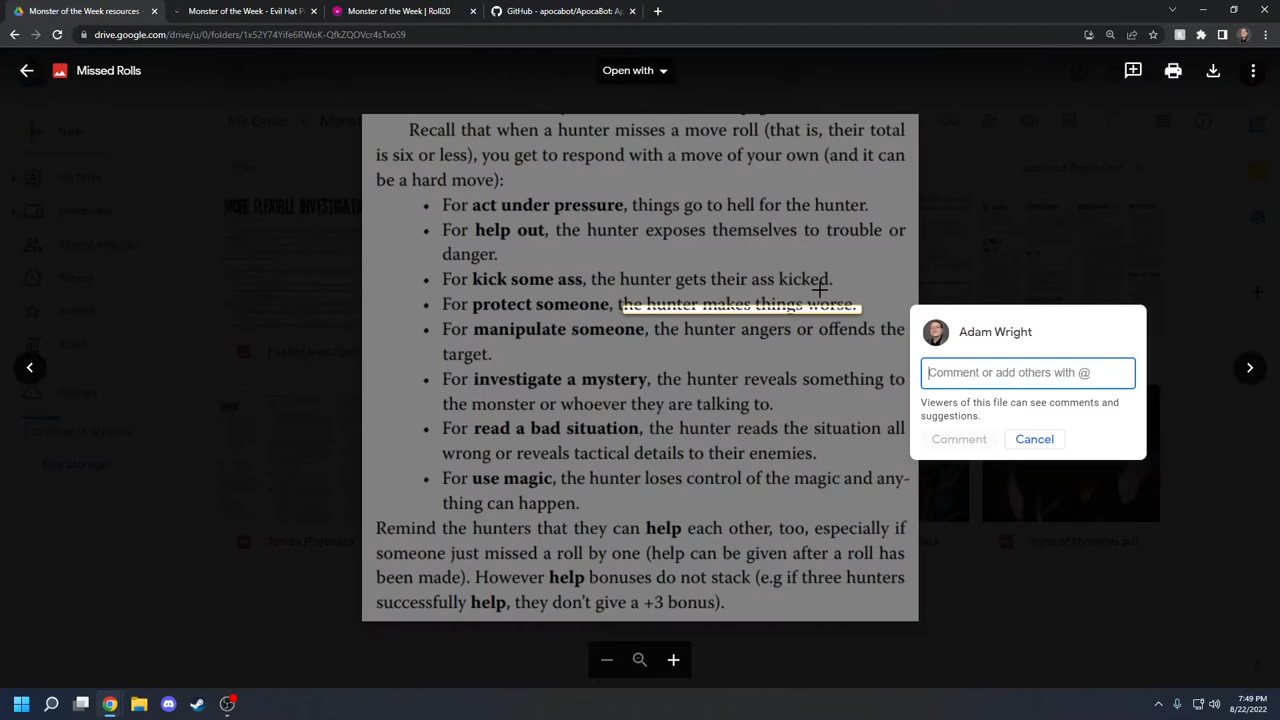 Monster of the Week resources
Monster of the Week - Evil Hat P
Monster of the Week | Roll20
GitHub - apocabot/ApocaBot: Ap
drive.google.com/drive/u/0/folders/1x52Y74Yife6RWoK-QfkZQOVcr4sTxoS9
Missed Rolls
Open with
New
My Drive
Recall that when a hunter misses a move roll (that is, their total
is six or less), you get to respond with a move of your own (and it can
be a hard move):
• For act under pressure, things go to hell for the hunter.
• For help out, the hunter exposes themselves to trouble or
danger.
• For kick some ass, the hunter gets their ass kicked.
• For protect someone, the hunter makes things worse.
• For manipulate someone, the hunter angers or offends the
target.
• For investigate a mystery, the hunter reveals something to
the monster or whoever they are talking to.
• For read a bad situation, the hunter reads the situation all
wrong or reveals tactical details to their enemies.
• For use magic, the hunter loses control of the magic and any-
thing can happen.
Remind the hunters that they can help each other, too, especially if
someone just missed a roll by one (help can be given after a roll has
been made). However help bonuses do not stack (e.g if three hunters
successfully help, they don't give a +3 bonus).
Adam Wright
Comment or add others with @
Viewers of this file can see comments and
suggestions.
Comment
Cancel
Buy storage
7:49 PM
8/22/2022